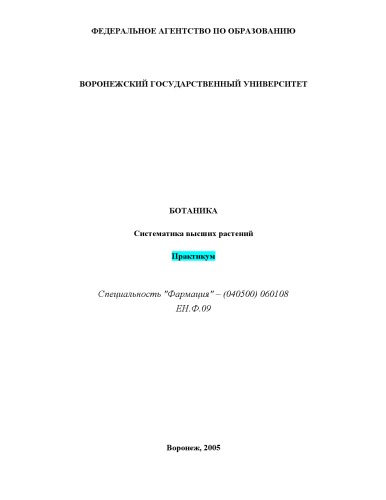 ФЕДЕРАЛЬНОЕ АГЕНТСТВО ПО ОБРАЗОВАНИЮ
ВОРОНЕЖСКИЙ ГОСУДАРСТВЕННЫЙ УНИВЕРСИТЕТ
БОТАНИКА
Систематика высших растений
Практикум
Специальность "Фармация" – (040500) 060108
ЕН.Ф.09
Воронеж, 2005